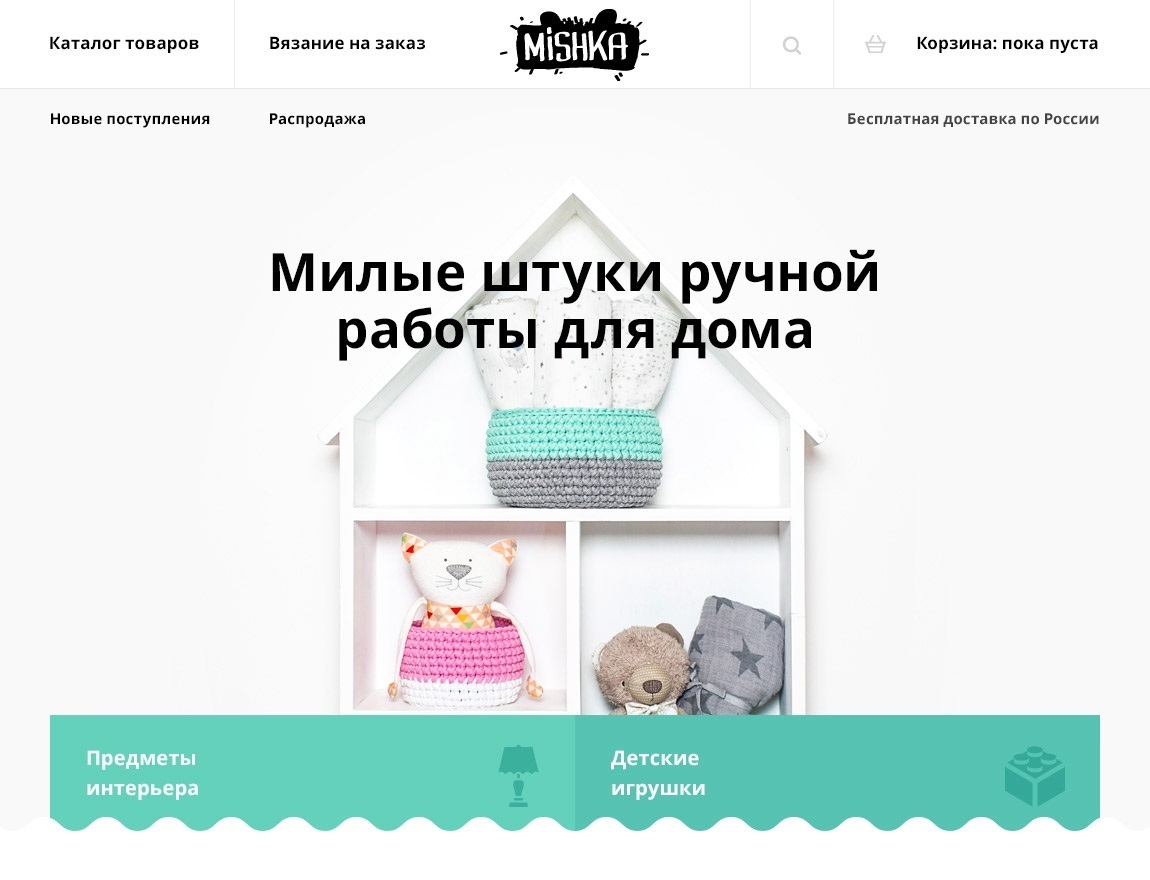 Каталог товаров
Вязание на заказ
MiSHKA
Корзина: пока пуста
Новые поступления
Распродажа
Бесплатная доставка по России
Милые штуки ручной
работы для дома
Предметы
интерьера
Детские
игрушки